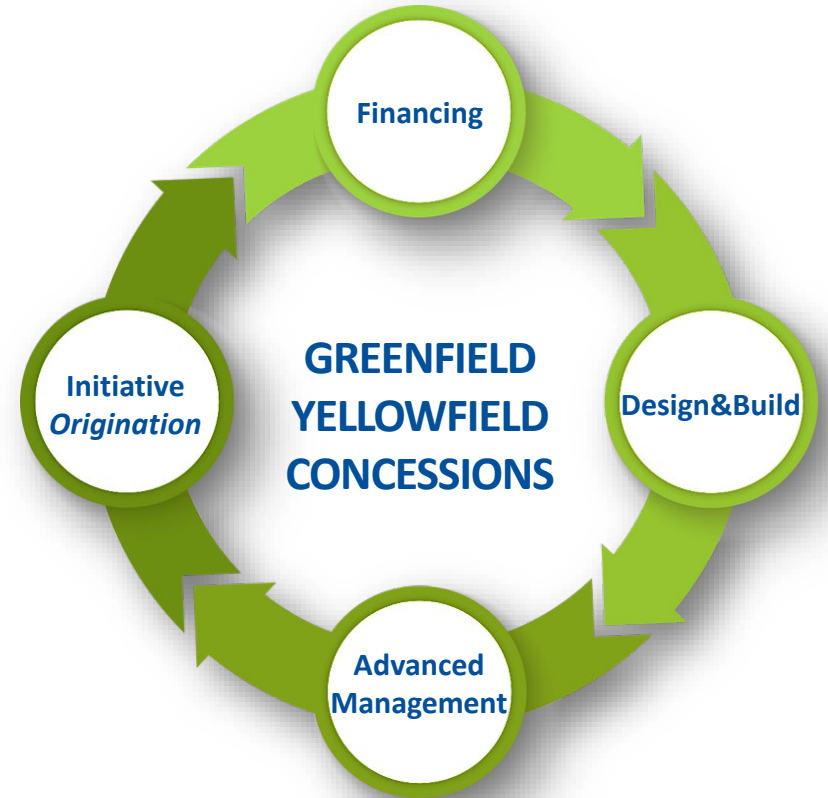 Financing
GREENFIELD
YELLOWFIELD
CONCESSIONS
Initiative
Origination
Design&Build
Advanced
Management